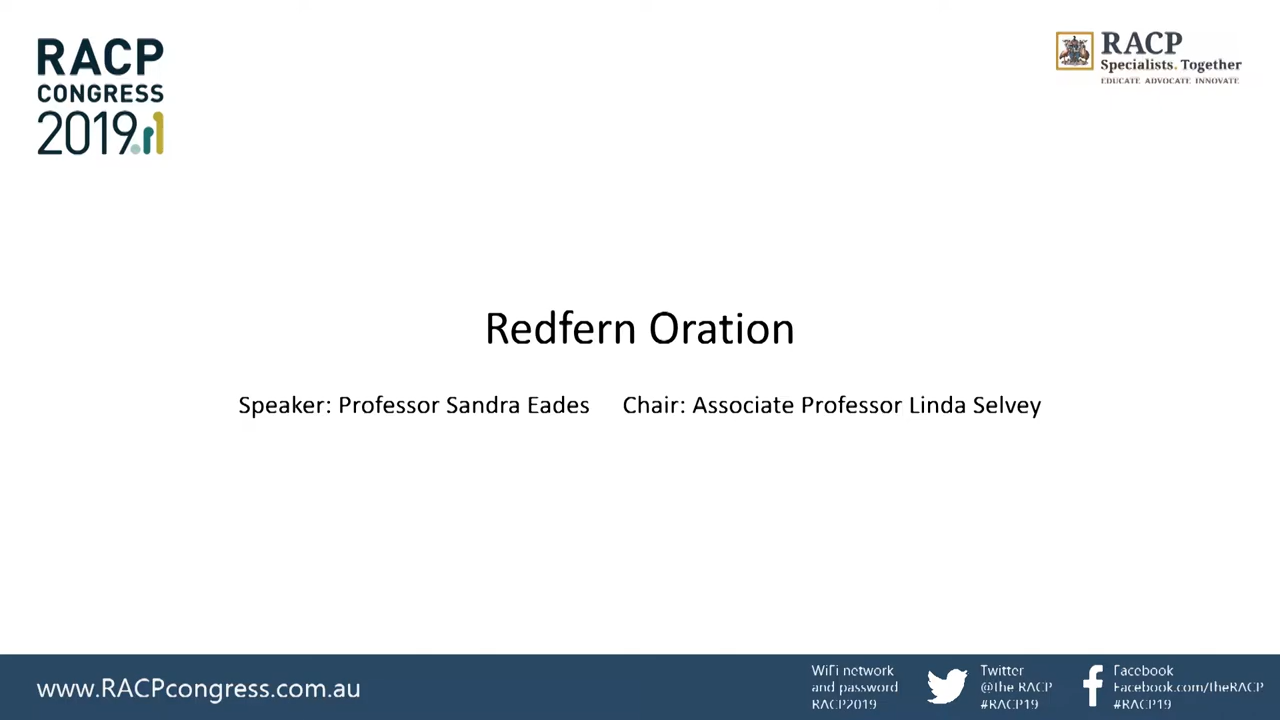 RACP
CONGRESS
2019
RACP
Specialists. Together
EDUCATE ADVOCATE INNOVATE
Redfern Oration
Speaker: Professor Sandra Eades Chair: Associate Professor Linda Selvey
www.RACPcongress.com.au
WiFi network
and password
RACP2019
Twitter
@the RACP
#RACP19
Facebook
Facebook.com/theRACP
#RACP19